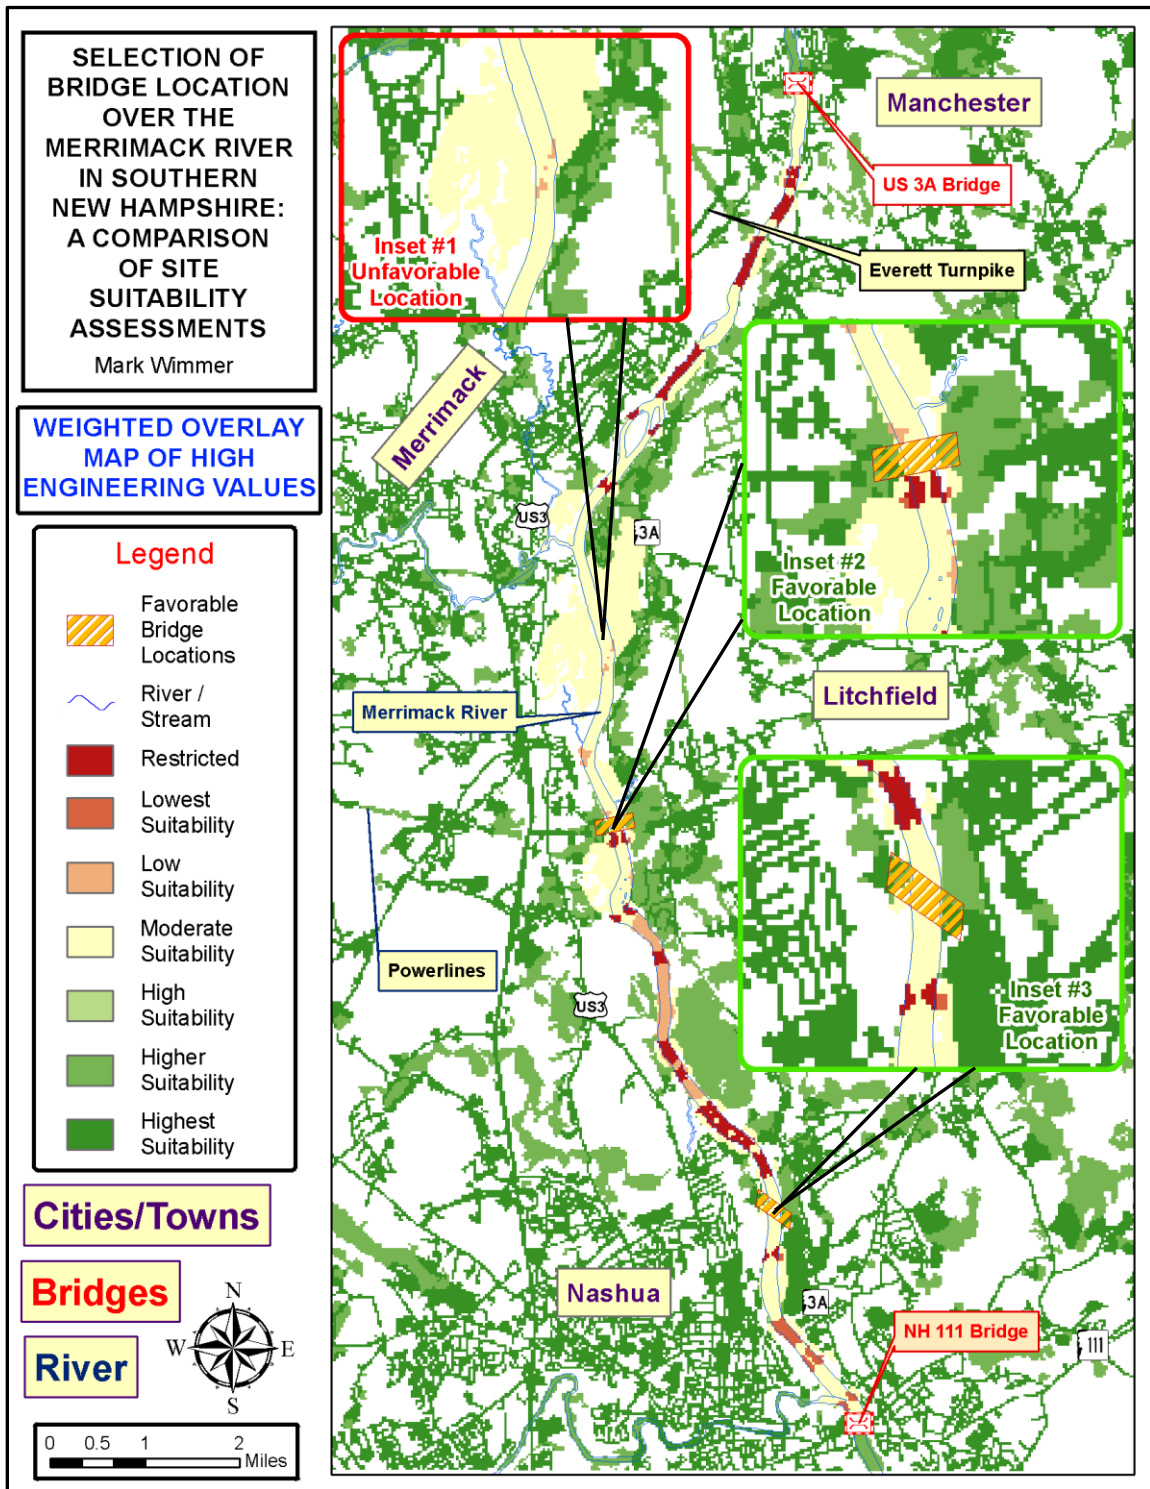 SELECTION OF
BRIDGE LOCATION
OVER THE
MERRIMACK RIVER
IN SOUTHERN
NEW HAMPSHIRE:
A COMPARISON
OF SITE
SUITABILITY
ASSESSMENTS
Mark Wimmer
WEIGHTED OVERLAY
MAP OF HIGH
ENGINEERING VALUES
Legend
Favorable
Bridge
Locations
River /
Stream
Restricted
Lowest
Suitability
Low
Suitability
Moderate
Suitability
High
Suitability
Higher
Suitability
Highest
Suitability
Cities/Towns
Bridges
River
N
W E
S
0 0.5 1 2
Miles
Inset #1
Unfavorable
Location
Manchester
US 3A Bridge
Everett Turnpike
Merrimack
US3
3A
Inset #2
Favorable
Location
Litchfield
Merrimack River
Powerlines
US3
Inset #3
Favorable
Location
Nashua
3A
NH 111 Bridge
111